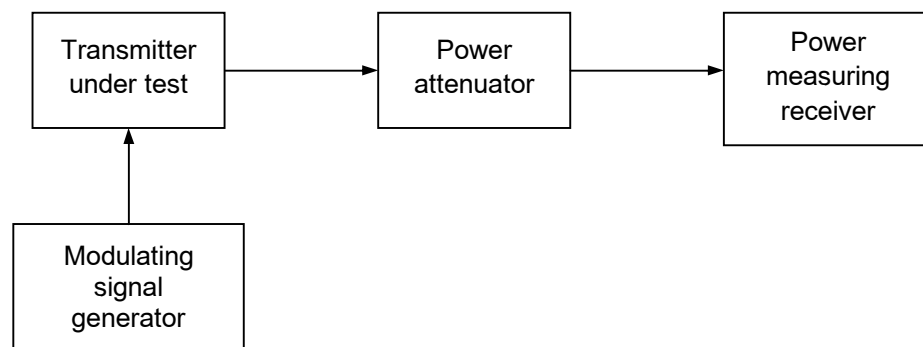 Transmitter
under test
Power
attenuator
Power
measuring
receiver
Modulating
signal
generator